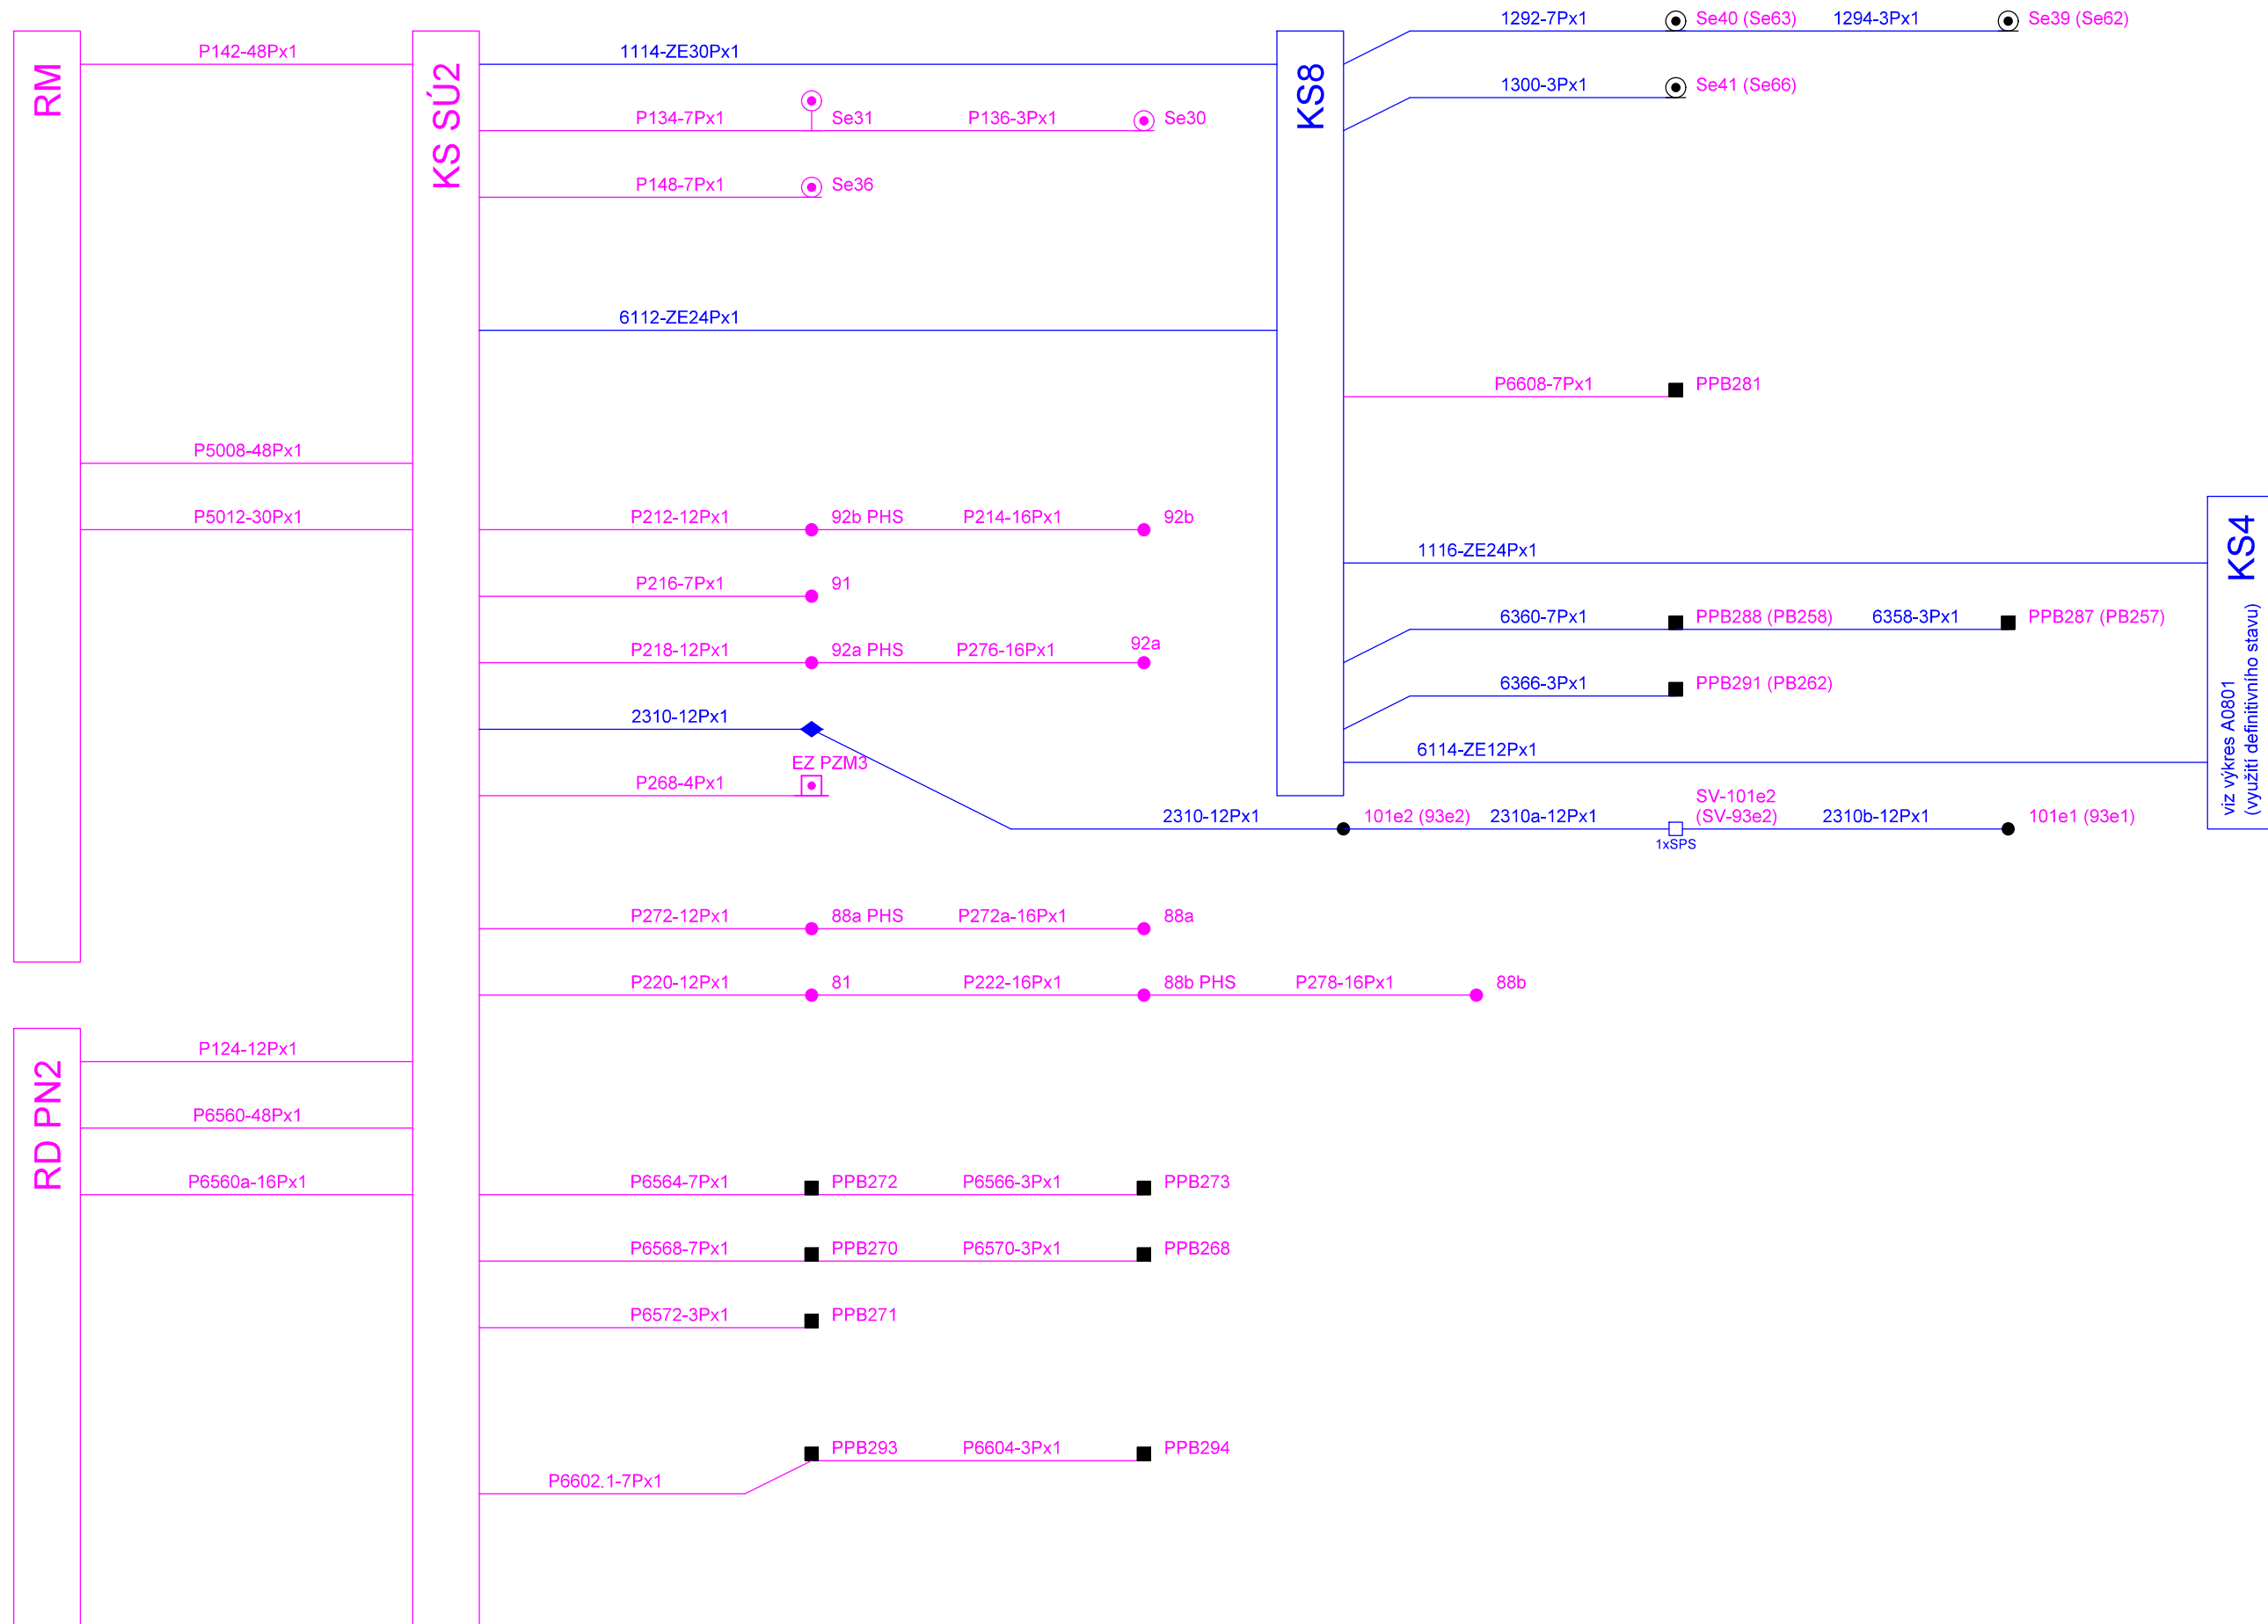 RM
P142-48Px1
P5008-48Px1
P5012-30Px1
RD PN2
P124-12Px1
P6560-48Px1
P6560a-16Px1
KS SÚ2
1114-ZE30Px1
P134-7Px1
Se31
P136-3Px1
Se30
P148-7Px1
Se36
6112-ZE24Px1
P212-12Px1
92b PHS
P214-16Px1
92b
P216-7Px1
91
P218-12Px1
92a PHS
P276-16Px1
92a
2310-12Px1
EZ PZM3
P268-4Px1
2310-12Px1
101e2 (93e2)
2310a-12Px1
SV-101e2
(SV-93e2)
1xSPS
2310b-12Px1
101e1 (93e1)
P272-12Px1
88a PHS
P272a-16Px1
88a
P220-12Px1
81
P222-16Px1
88b PHS
P278-16Px1
88b
P6564-7Px1
PPB272
P6566-3Px1
PPB273
P6568-7Px1
PPB270
P6570-3Px1
PPB268
P6572-3Px1
PPB271
P6602.1-7Px1
PPB293
P6604-3Px1
PPB294
KS8
1292-7Px1
Se40 (Se63)
1294-3Px1
Se39 (Se62)
1300-3Px1
Se41 (Se66)
P6608-7Px1
PPB281
1116-ZE24Px1
6360-7Px1
PPB288 (PB258)
6358-3Px1
PPB287 (PB257)
6366-3Px1
PPB291 (PB262)
6114-ZE12Px1
KS4
viz výkres A0801
(využití definitivního stavu)